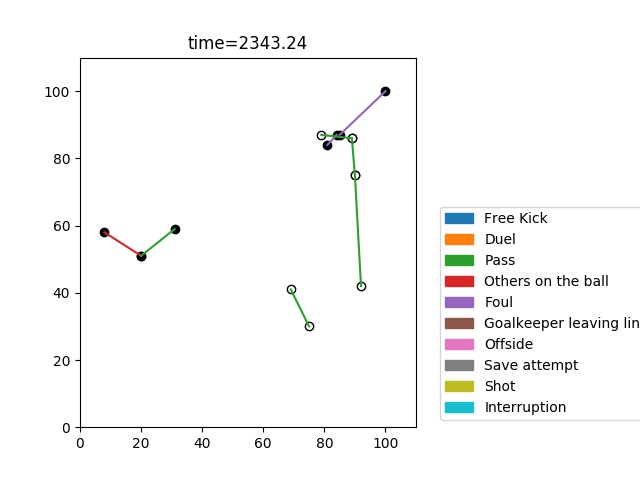 time=2343.24
100
80
60
40
20
0
0 20 40 60 80 100
Free Kick
Duel
Pass
Others on the ball
Foul
Goalkeeper leaving lin
Offside
Save attempt
Shot
Interruption